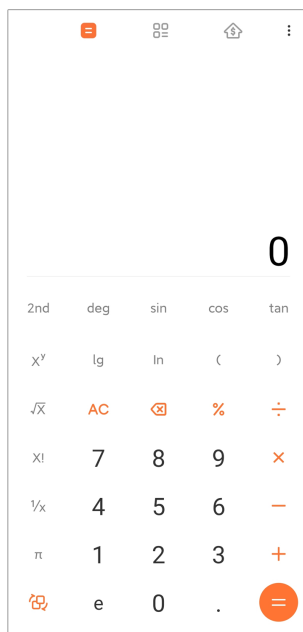 0
2nd deg sin cos tan
Xʸ lg ln ( )
√X AC % ÷
X! 7 8 9 ×
¹/x 4 5 6 −
π 1 2 3 +
e 0 . =